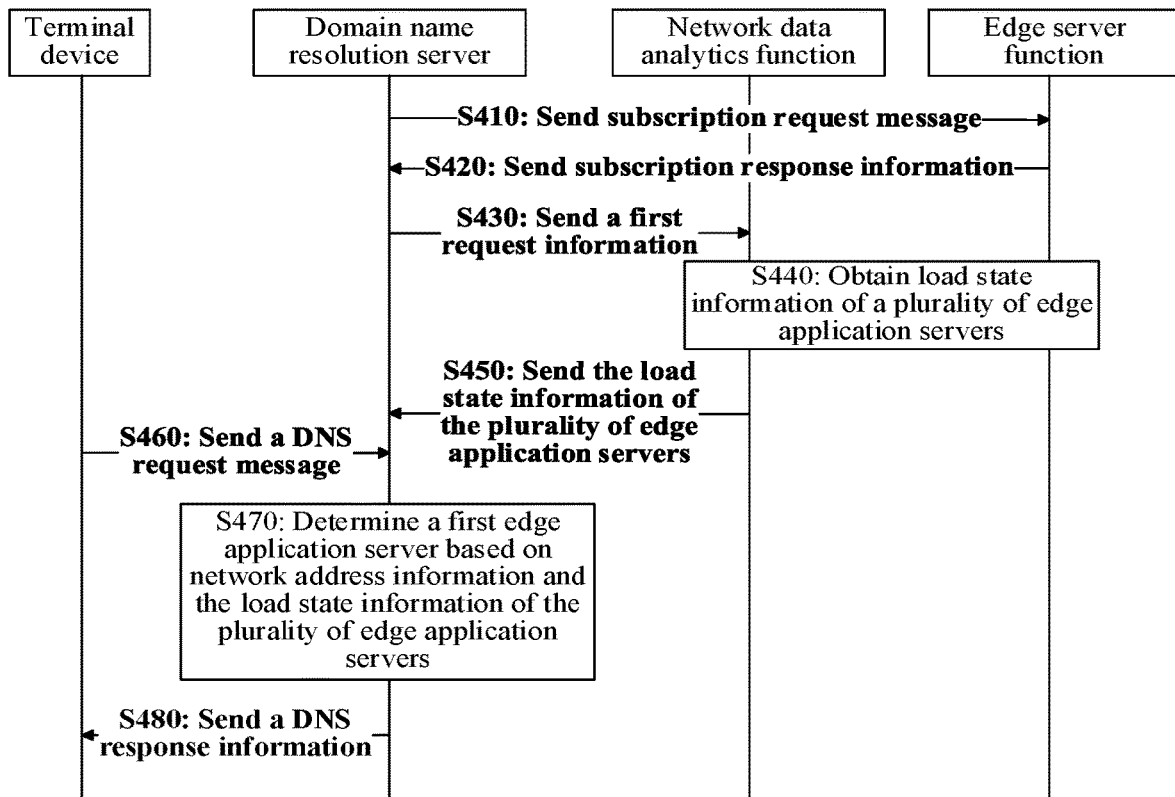 Terminal
device
Domain name
resolution server
Network data
analytics function
Edge server
function
S410: Send subscription request message
S420: Send subscription response information
S430: Send a first
request information
S440: Obtain load state
information of a plurality of edge
application servers
S450: Send the load
state information of
the plurality of edge
application servers
S460: Send a DNS
request message
S470: Determine a first edge
application server based on
network address information and
the load state information of the
plurality of edge application
servers
S480: Send a DNS
response information